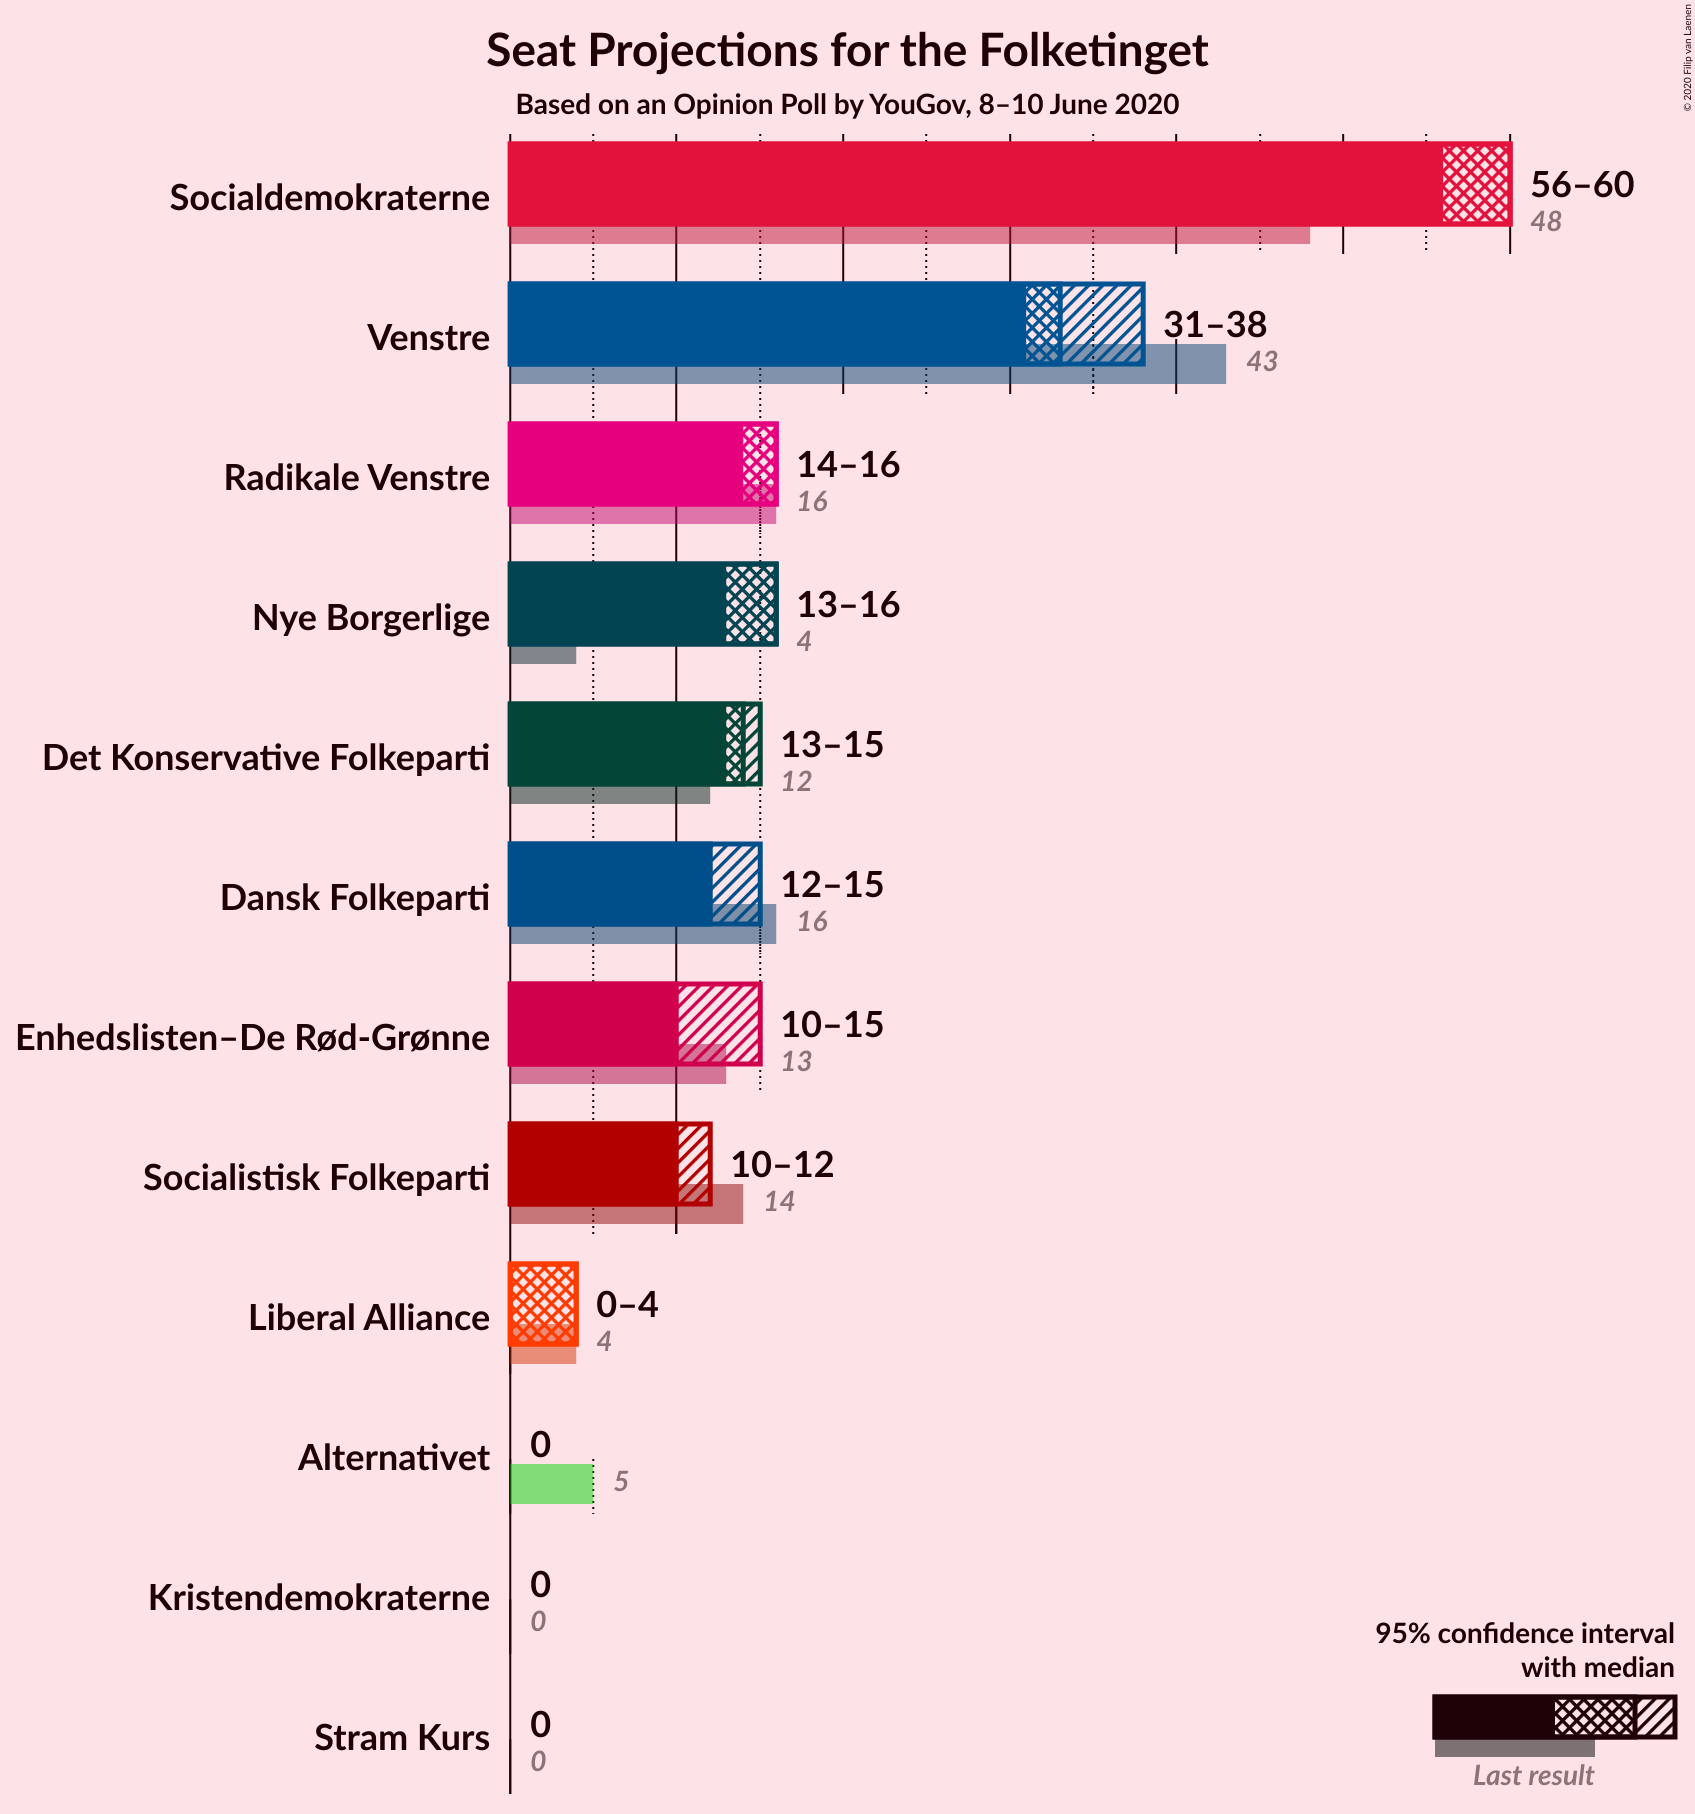 Seat Projections for the Folketinget
Based on an Opinion Poll by YouGov, 8–10 June 2020
© 2020 Filip van Laenen
Socialdemokraterne
56–60
48
Venstre
31–38
43
Radikale Venstre
14–16
16
Nye Borgerlige
13–16
4
Det Konservative Folkeparti
13–15
12
Dansk Folkeparti
12–15
16
Enhedslisten–De Rød-Grønne
10–15
13
Socialistisk Folkeparti
10–12
14
Liberal Alliance
0–4
4
Alternativet
0
5
Kristendemokraterne
0
0
Stram Kurs
0
0
95% confidence interval
with median
Last result